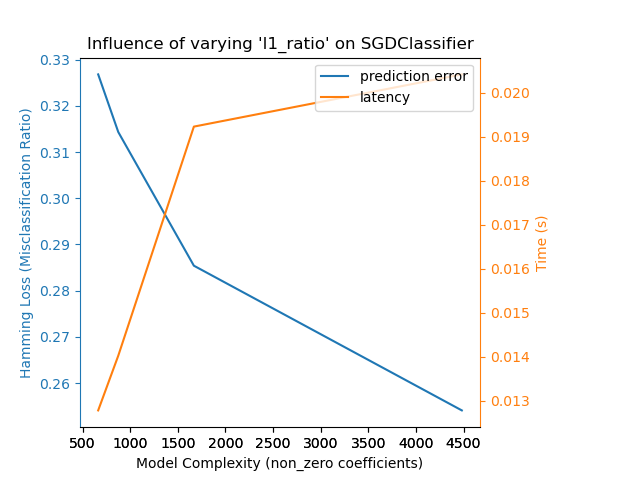 Influence of varying 'l1_ratio' on SGDClassifier
prediction error
latency
Hamming Loss (Misclassification Ratio)
0.33
0.32
0.31
0.30
0.29
0.28
0.27
0.26
0.020
0.019
0.018
0.017
0.016
0.015
0.014
0.013
Time (s)
500 1000 1500 2000 2500 3000 3500 4000 4500
Model Complexity (non_zero coefficients)